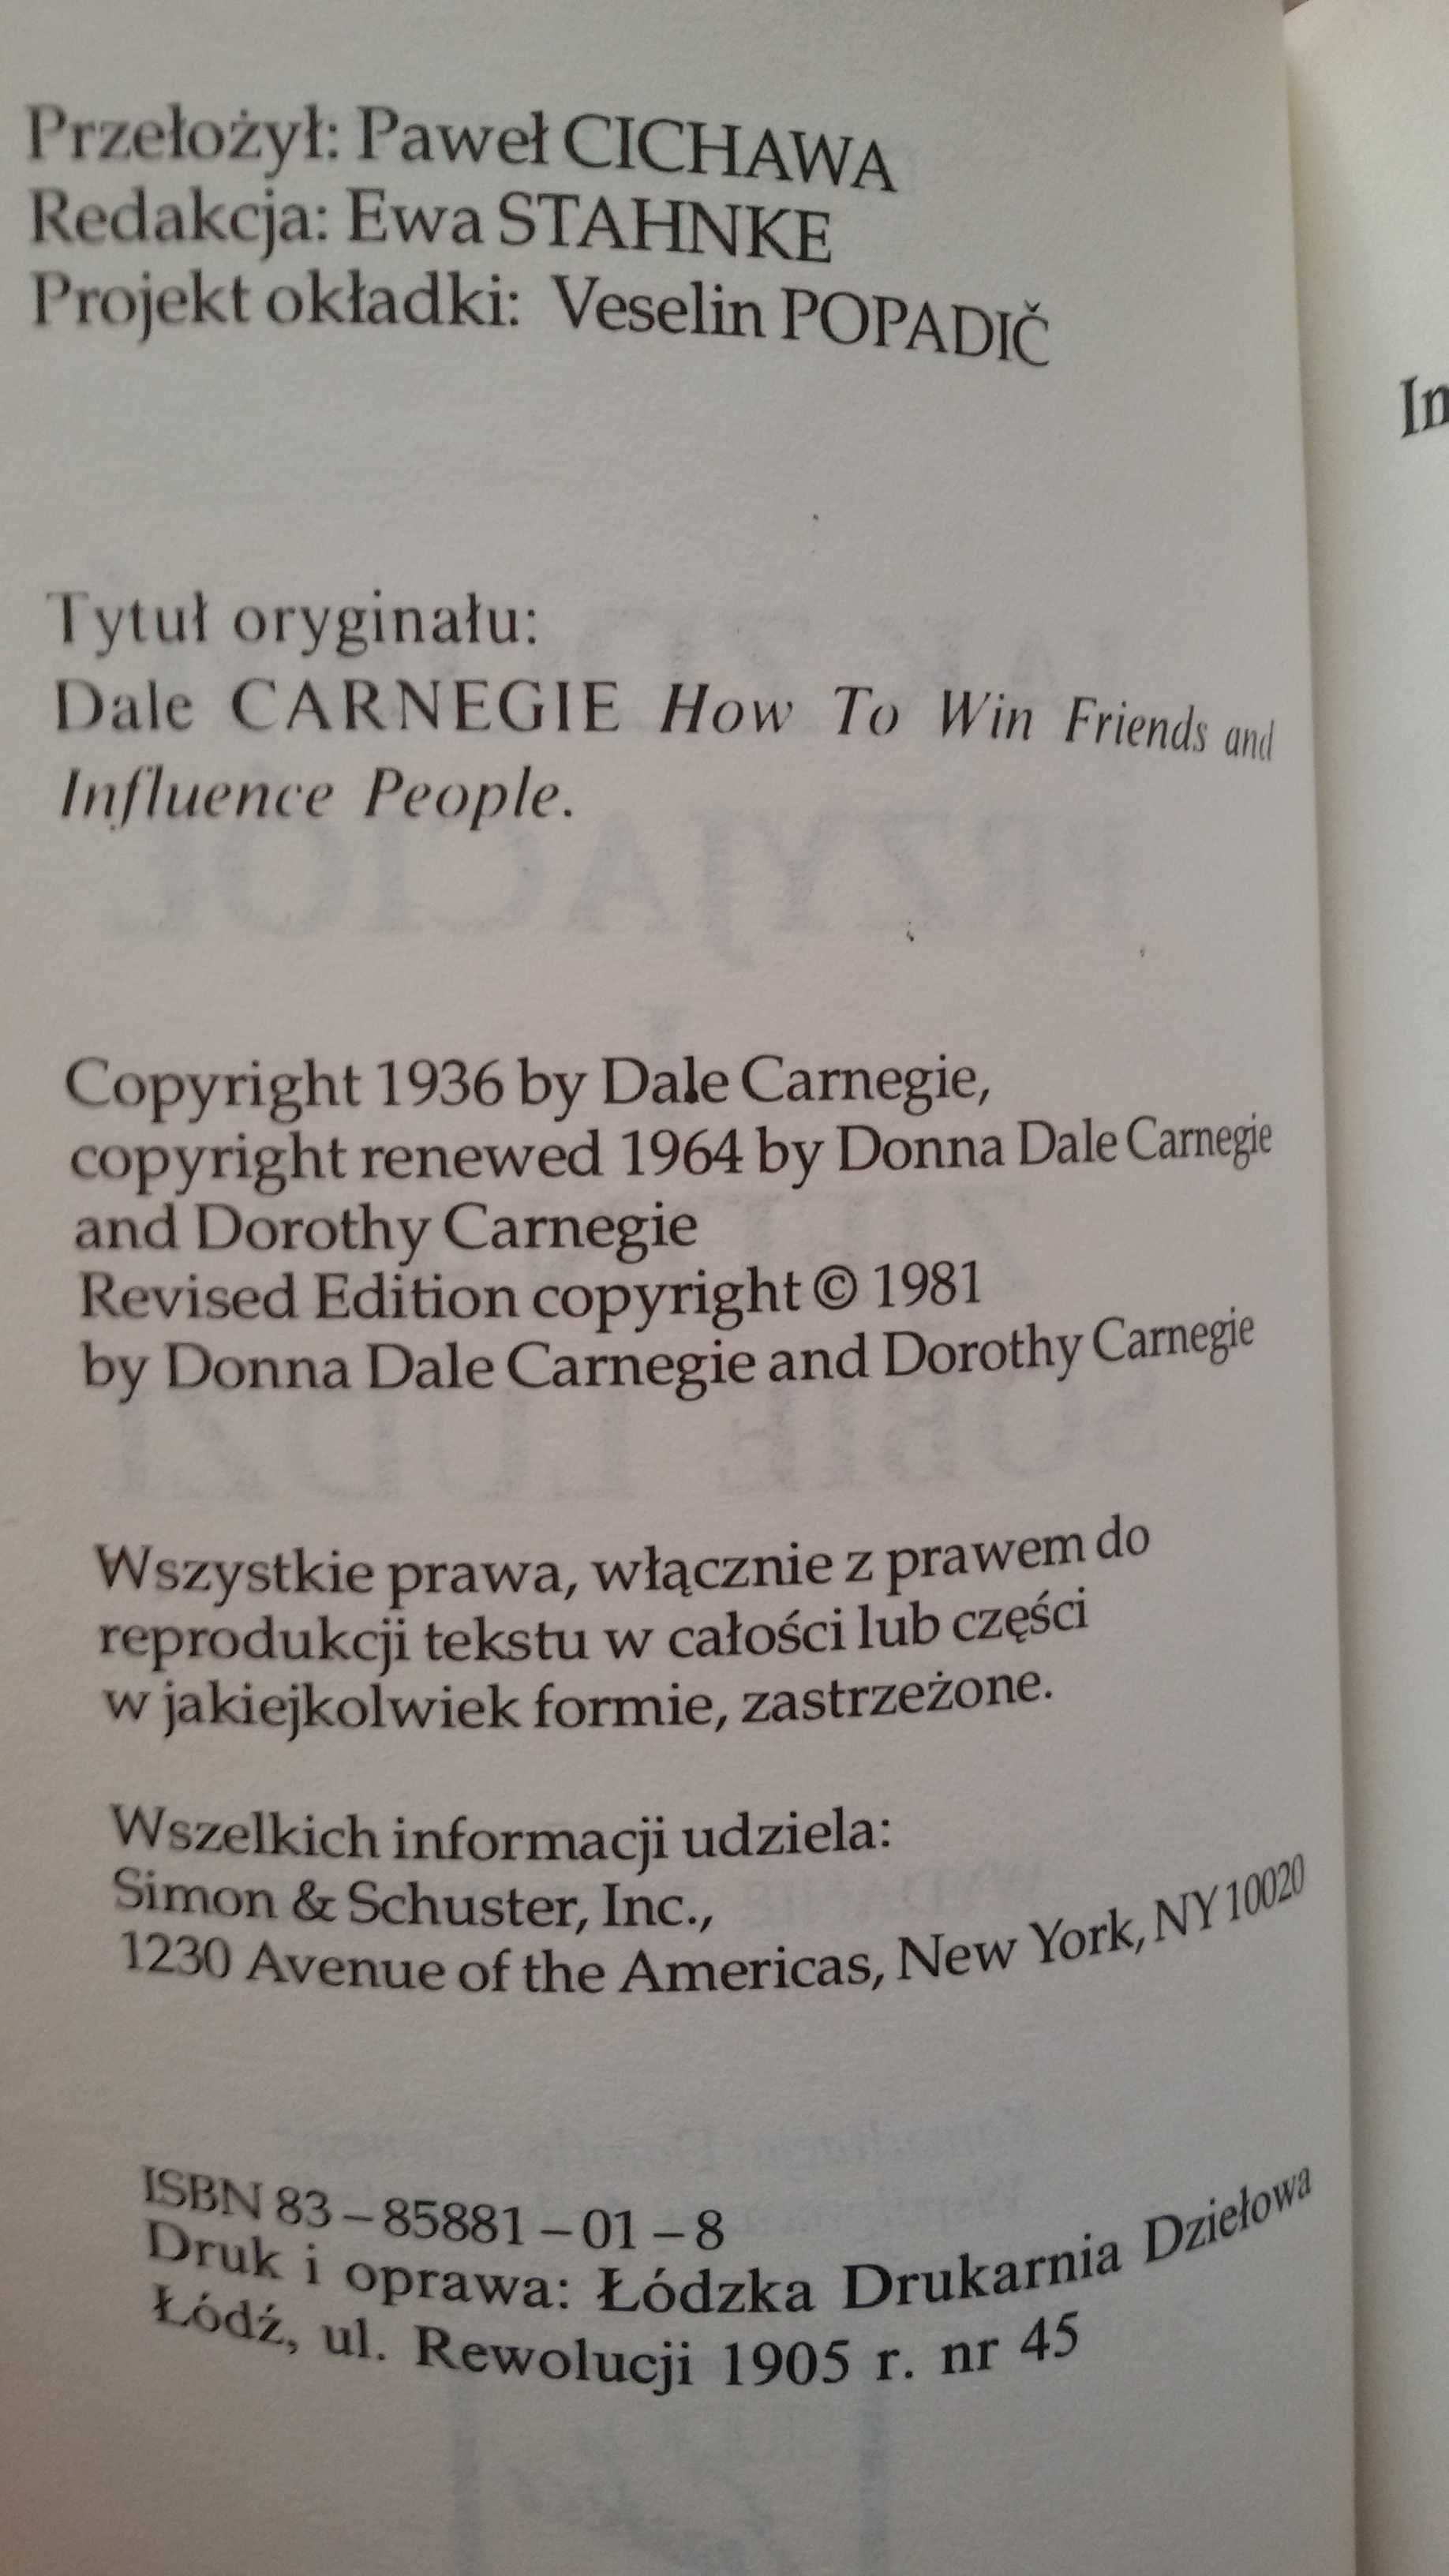 Przełożył: Paweł CICHAWA
Redakcja: Ewa STAHNKE
Projekt okładki: Veselin POPADIČ
In
Tytuł oryginału:
Dale CARNEGIE How To Win Friends and
Influence People.
Copyright 1936 by Dale Carnegie,
copyright renewed 1964 by Donna Dale Carnegie
and Dorothy Carnegie
Revised Edition copyright © 1981
by Donna Dale Carnegie and Dorothy Carnegie
Wszystkie prawa, włącznie z prawem do
reprodukcji tekstu w całości lub części
w jakiejkolwiek formie, zastrzeżone.
Wszelkich informacji udziela:
Simon & Schuster, Inc.,
1230 Avenue of the Americas, New York, NY 10020
ISBN 83–85881–01–8
Druk i oprawa: Łódzka Drukarnia Dziełowa
Łódź, ul. Rewolucji 1905 r. nr 45